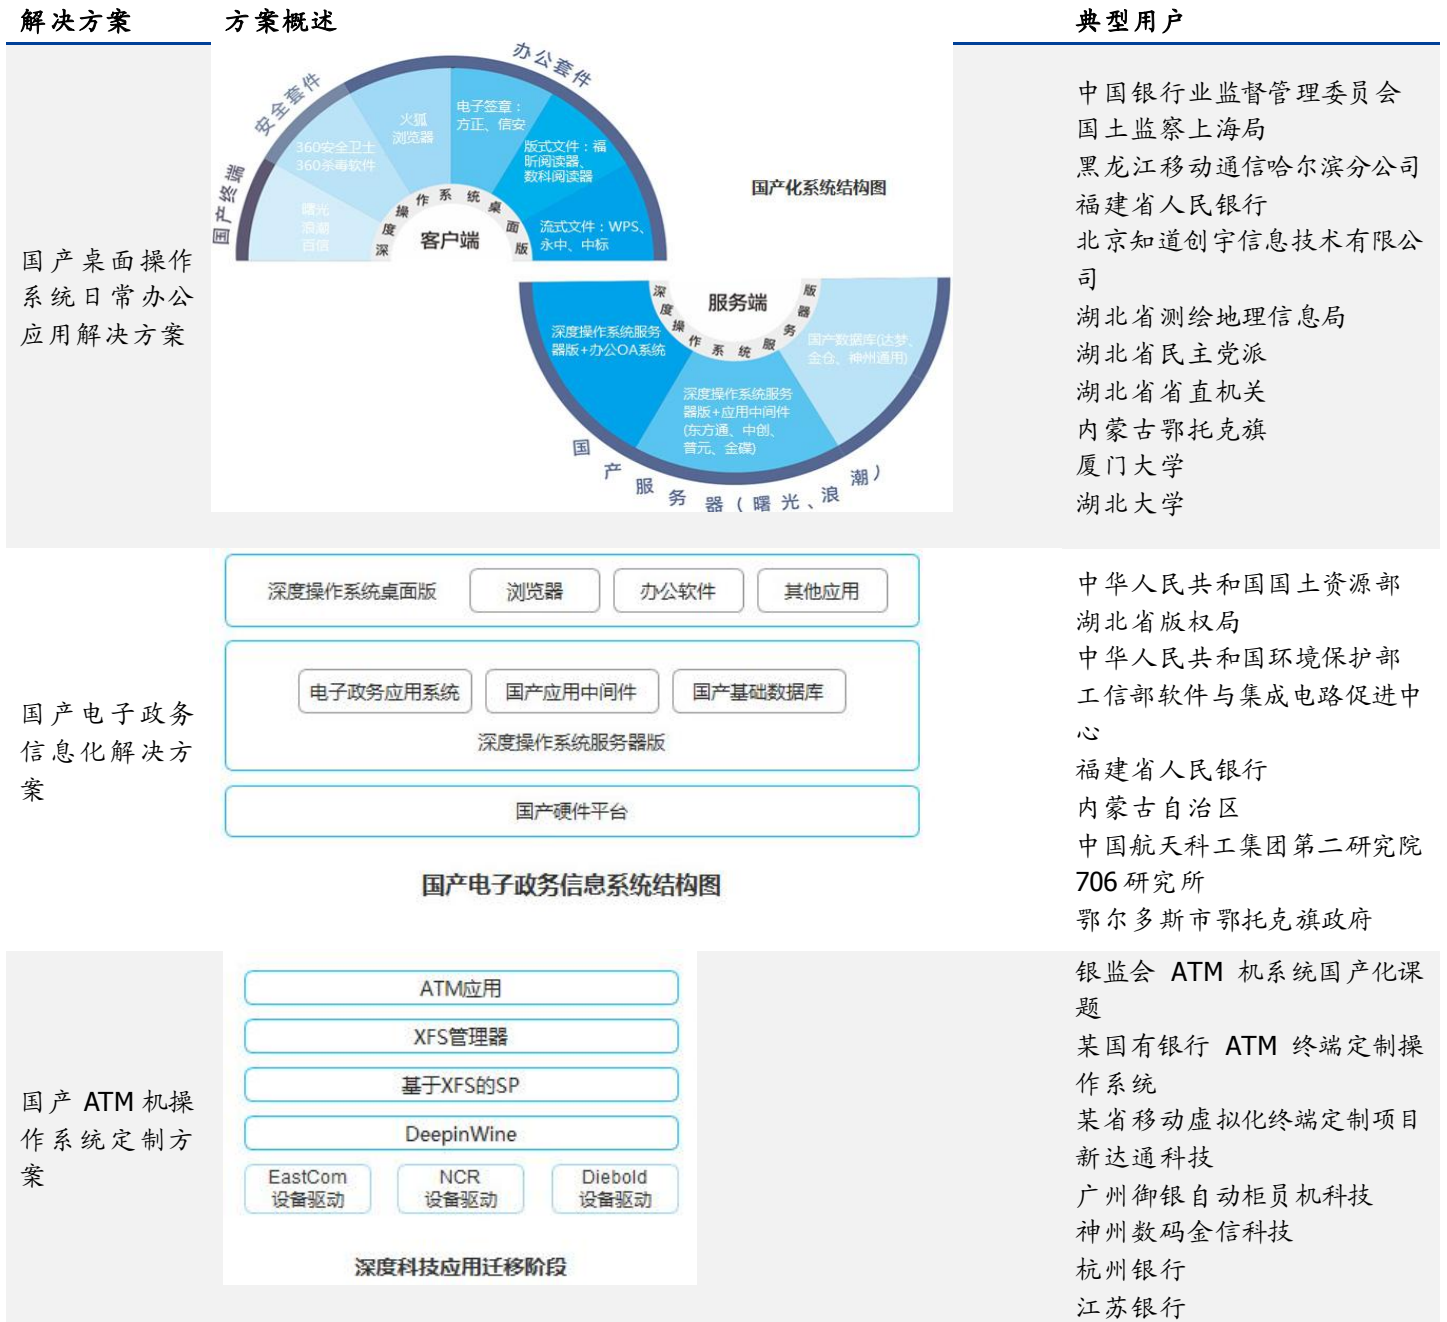 解决方案
方案概述
典型用户
国产桌面操作
系统日常办公
应用解决方案
国产终端
安全套件
办公套件
曙光
浪潮
百信
360安全卫士
360杀毒软件
火狐
浏览器
电子签章：
方正、信安
版式文件：福
昕阅读器、
数科阅读器
流式文件：WPS、
永中、中标
深度操作系统桌面版
客户端
国产化系统结构图
服务端
深度操作系统服务器版
深度操作系统服务
器版+办公OA系统
深度操作系统服务
器版+应用中间件
(东方通、中创、
普元、金碟)
国产数据库(达梦、
金仓、神州通用)
国产服务器(曙光、浪潮)
中国银行业监督管理委员会
国土监察上海局
黑龙江移动通信哈尔滨分公司
福建省人民银行
北京知道创宇信息技术有限公
司
湖北省测绘地理信息局
湖北省民主党派
湖北省省直机关
内蒙古鄂托克旗
厦门大学
湖北大学
国产电子政务
信息化解决方
案
深度操作系统桌面版
浏览器
办公软件
其他应用
电子政务应用系统
国产应用中间件
国产基础数据库
深度操作系统服务器版
国产硬件平台
国产电子政务信息系统结构图
中华人民共和国国土资源部
湖北省版权局
中华人民共和国环境保护部
工信部软件与集成电路促进中
心
福建省人民银行
内蒙古自治区
中国航天科工集团第二研究院
706 研究所
鄂尔多斯市鄂托克旗政府
国产 ATM 机操
作系统定制方
案
ATM应用
XFS管理器
基于XFS的SP
DeepinWine
EastCom
设备驱动
NCR
设备驱动
Diebold
设备驱动
深度科技应用迁移阶段
银监会 ATM 机系统国产化课
题
某国有银行 ATM 终端定制操
作系统
某省移动虚拟化终端定制项目
新达通科技
广州御银自动柜员机科技
神州数码金信科技
杭州银行
江苏银行